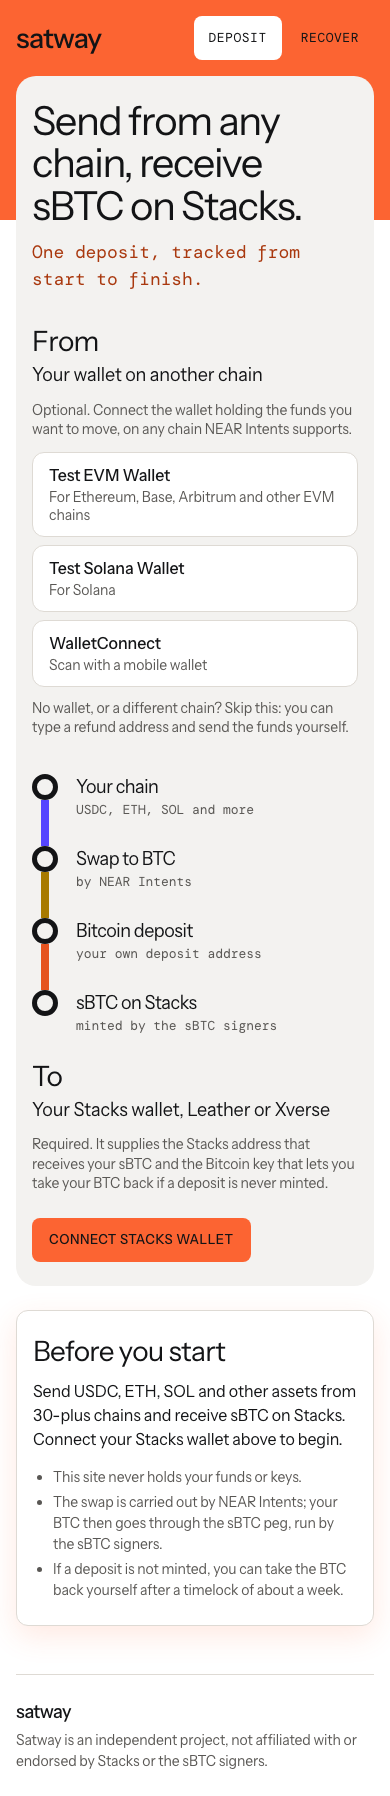 satway
DEPOSIT
RECOVER
Send from any
chain, receive
sBTC on Stacks.
One deposit, tracked from
start to finish.
From
Your wallet on another chain
Optional. Connect the wallet holding the funds you
want to move, on any chain NEAR Intents supports.
Test EVM Wallet
For Ethereum, Base, Arbitrum and other EVM
chains
Test Solana Wallet
For Solana
WalletConnect
Scan with a mobile wallet
No wallet, or a different chain? Skip this: you can
type a refund address and send the funds yourself.
Your chain
USDC, ETH, SOL and more
Swap to BTC
by NEAR Intents
Bitcoin deposit
your own deposit address
sBTC on Stacks
minted by the sBTC signers
To
Your Stacks wallet, Leather or Xverse
Required. It supplies the Stacks address that
receives your sBTC and the Bitcoin key that lets you
take your BTC back if a deposit is never minted.
CONNECT STACKS WALLET
Before you start
Send USDC, ETH, SOL and other assets from
30-plus chains and receive sBTC on Stacks.
Connect your Stacks wallet above to begin.
• This site never holds your funds or keys.
• The swap is carried out by NEAR Intents; your
BTC then goes through the sBTC peg, run by
the sBTC signers.
• If a deposit is not minted, you can take the BTC
back yourself after a timelock of about a week.
satway
Satway is an independent project, not affiliated with or
endorsed by Stacks or the sBTC signers.